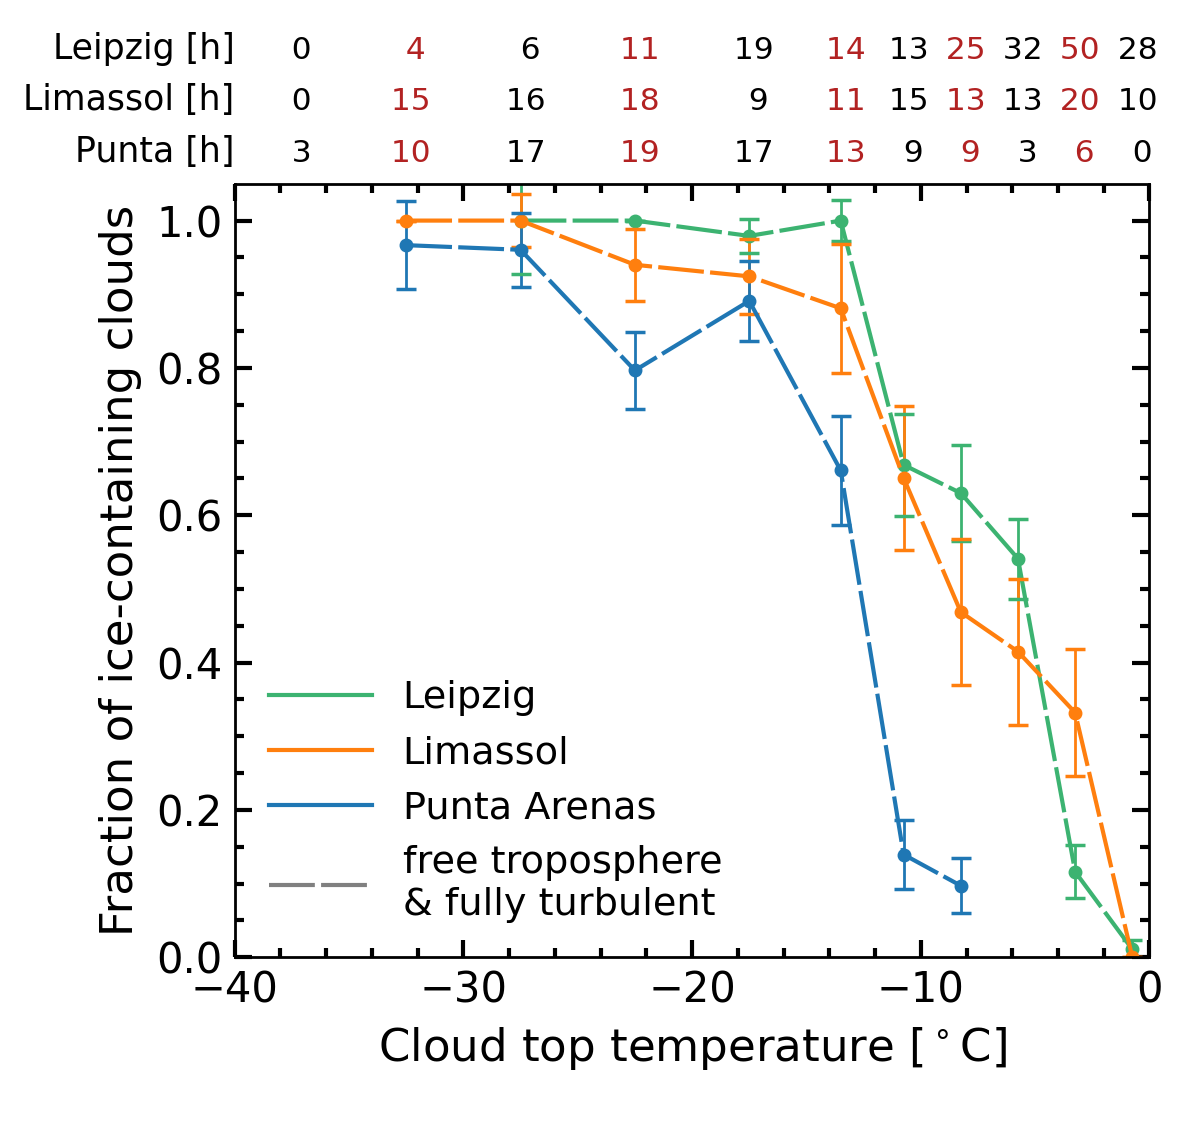 Leipzig [h] 0 4 6 11 19 14 13 25 32 50 28
Limassol [h] 0 15 16 18 9 11 15 13 13 20 10
Punta [h] 3 10 17 19 17 13 9 9 3 6 0
Fraction of ice-containing clouds
1.0
0.8
0.6
0.4
0.2
0.0
Leipzig
Limassol
Punta Arenas
free troposphere
& fully turbulent
−40 −30 −20 −10 0
Cloud top temperature [°C]